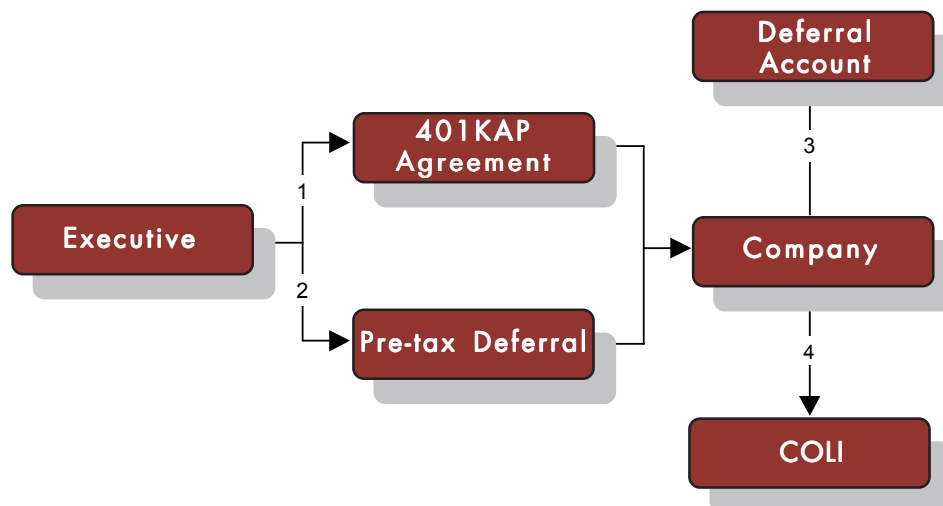 Deferral
Account
401KAP
Agreement
3
1
Executive
Company
2
Pre-tax Deferral
4
COLI